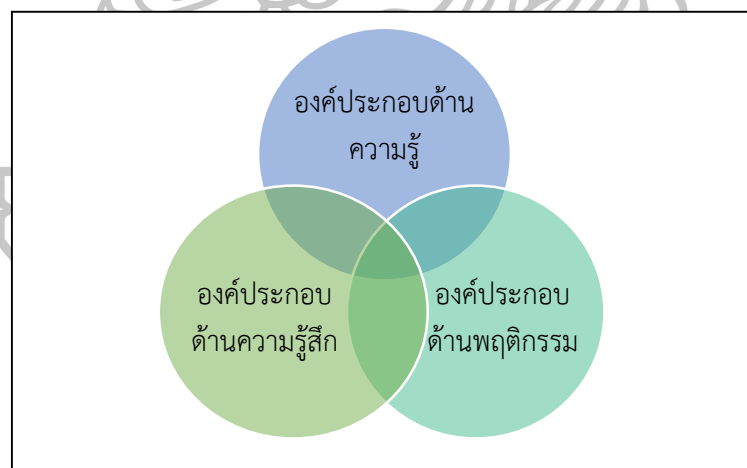 องค์ประกอบด้าน
ความรู้
องค์ประกอบ
ด้านความรู้สึก
องค์ประกอบ
ด้านพฤติกรรม